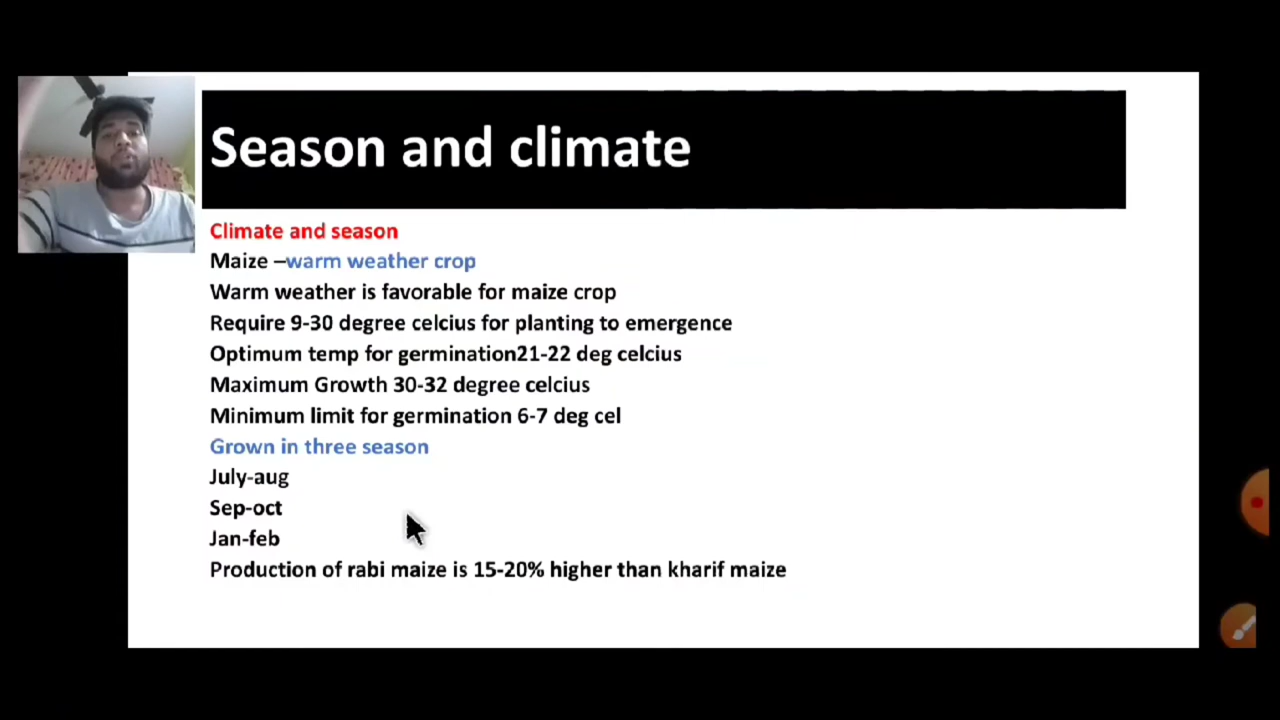 Season and climate
Climate and season
Maize –warm weather crop
Warm weather is favorable for maize crop
Require 9-30 degree celcius for planting to emergence
Optimum temp for germination21-22 deg celcius
Maximum Growth 30-32 degree celcius
Minimum limit for germination 6-7 deg cel
Grown in three season
July-aug
Sep-oct
Jan-feb
Production of rabi maize is 15-20% higher than kharif maize